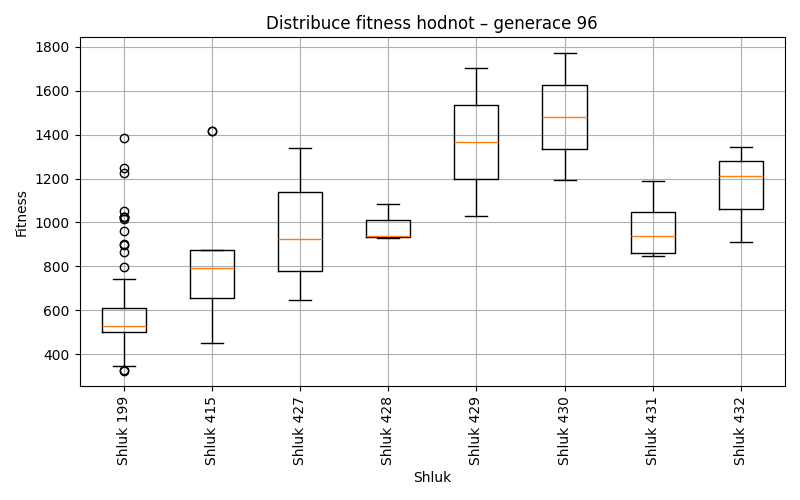 Distribuce fitness hodnot – generace 96
Fitness
1800
1600
1400
1200
1000
800
600
400
Shluk 199
Shluk 415
Shluk 427
Shluk 428
Shluk 429
Shluk 430
Shluk 431
Shluk 432
Shluk